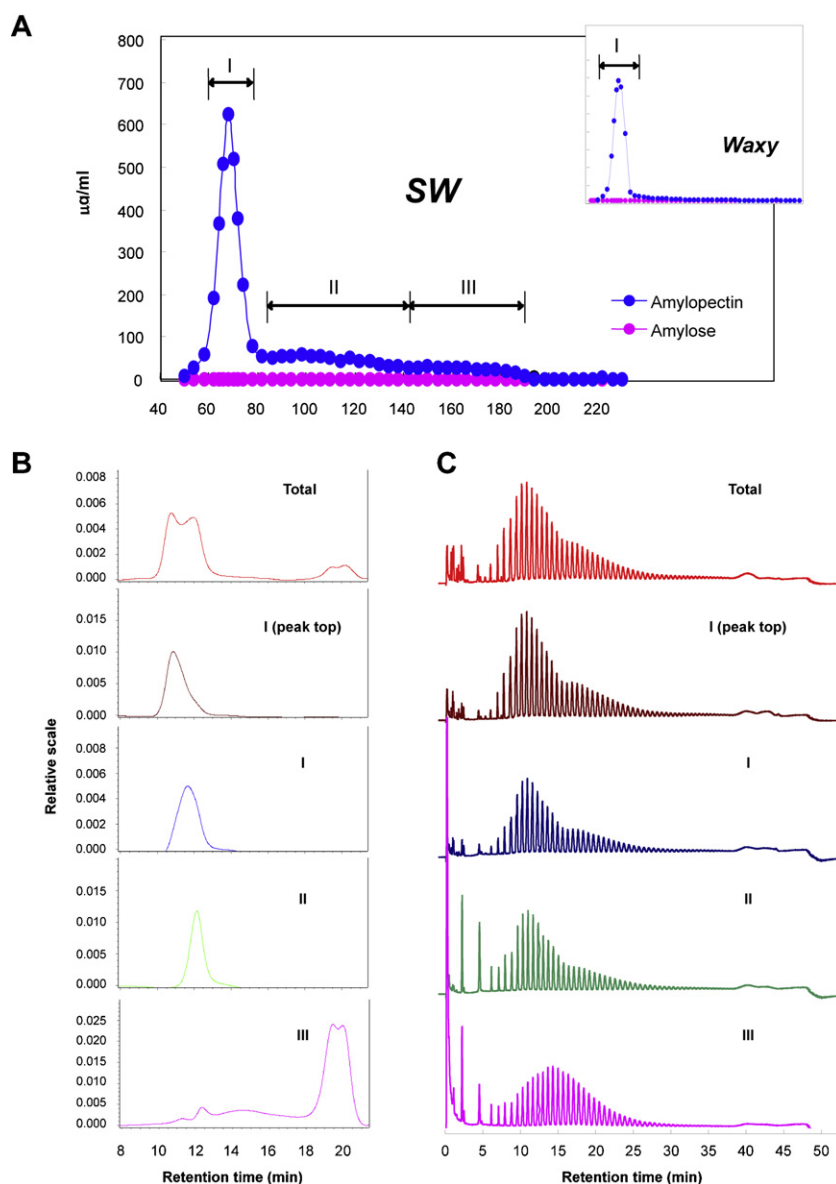 A
800
700
600
500
400
300
200
100
0
µg/ml
I
SW
II
III
I
Waxy
Amylopectin
Amylose
40 60 80 100 120 140 160 180 200 220
B
Relative scale
0.008
0.006
0.004
0.002
0.000
Total
0.015
0.010
0.005
0.000
I (peak top)
0.008
0.006
0.004
0.002
0.000
I
0.015
0.010
0.005
0.000
II
0.025
0.020
0.015
0.010
0.005
0.000
III
8 10 12 14 16 18 20
Retention time (min)
C
Total
I (peak top)
I
II
III
0 5 10 15 20 25 30 35 40 45 50
Retention time (min)